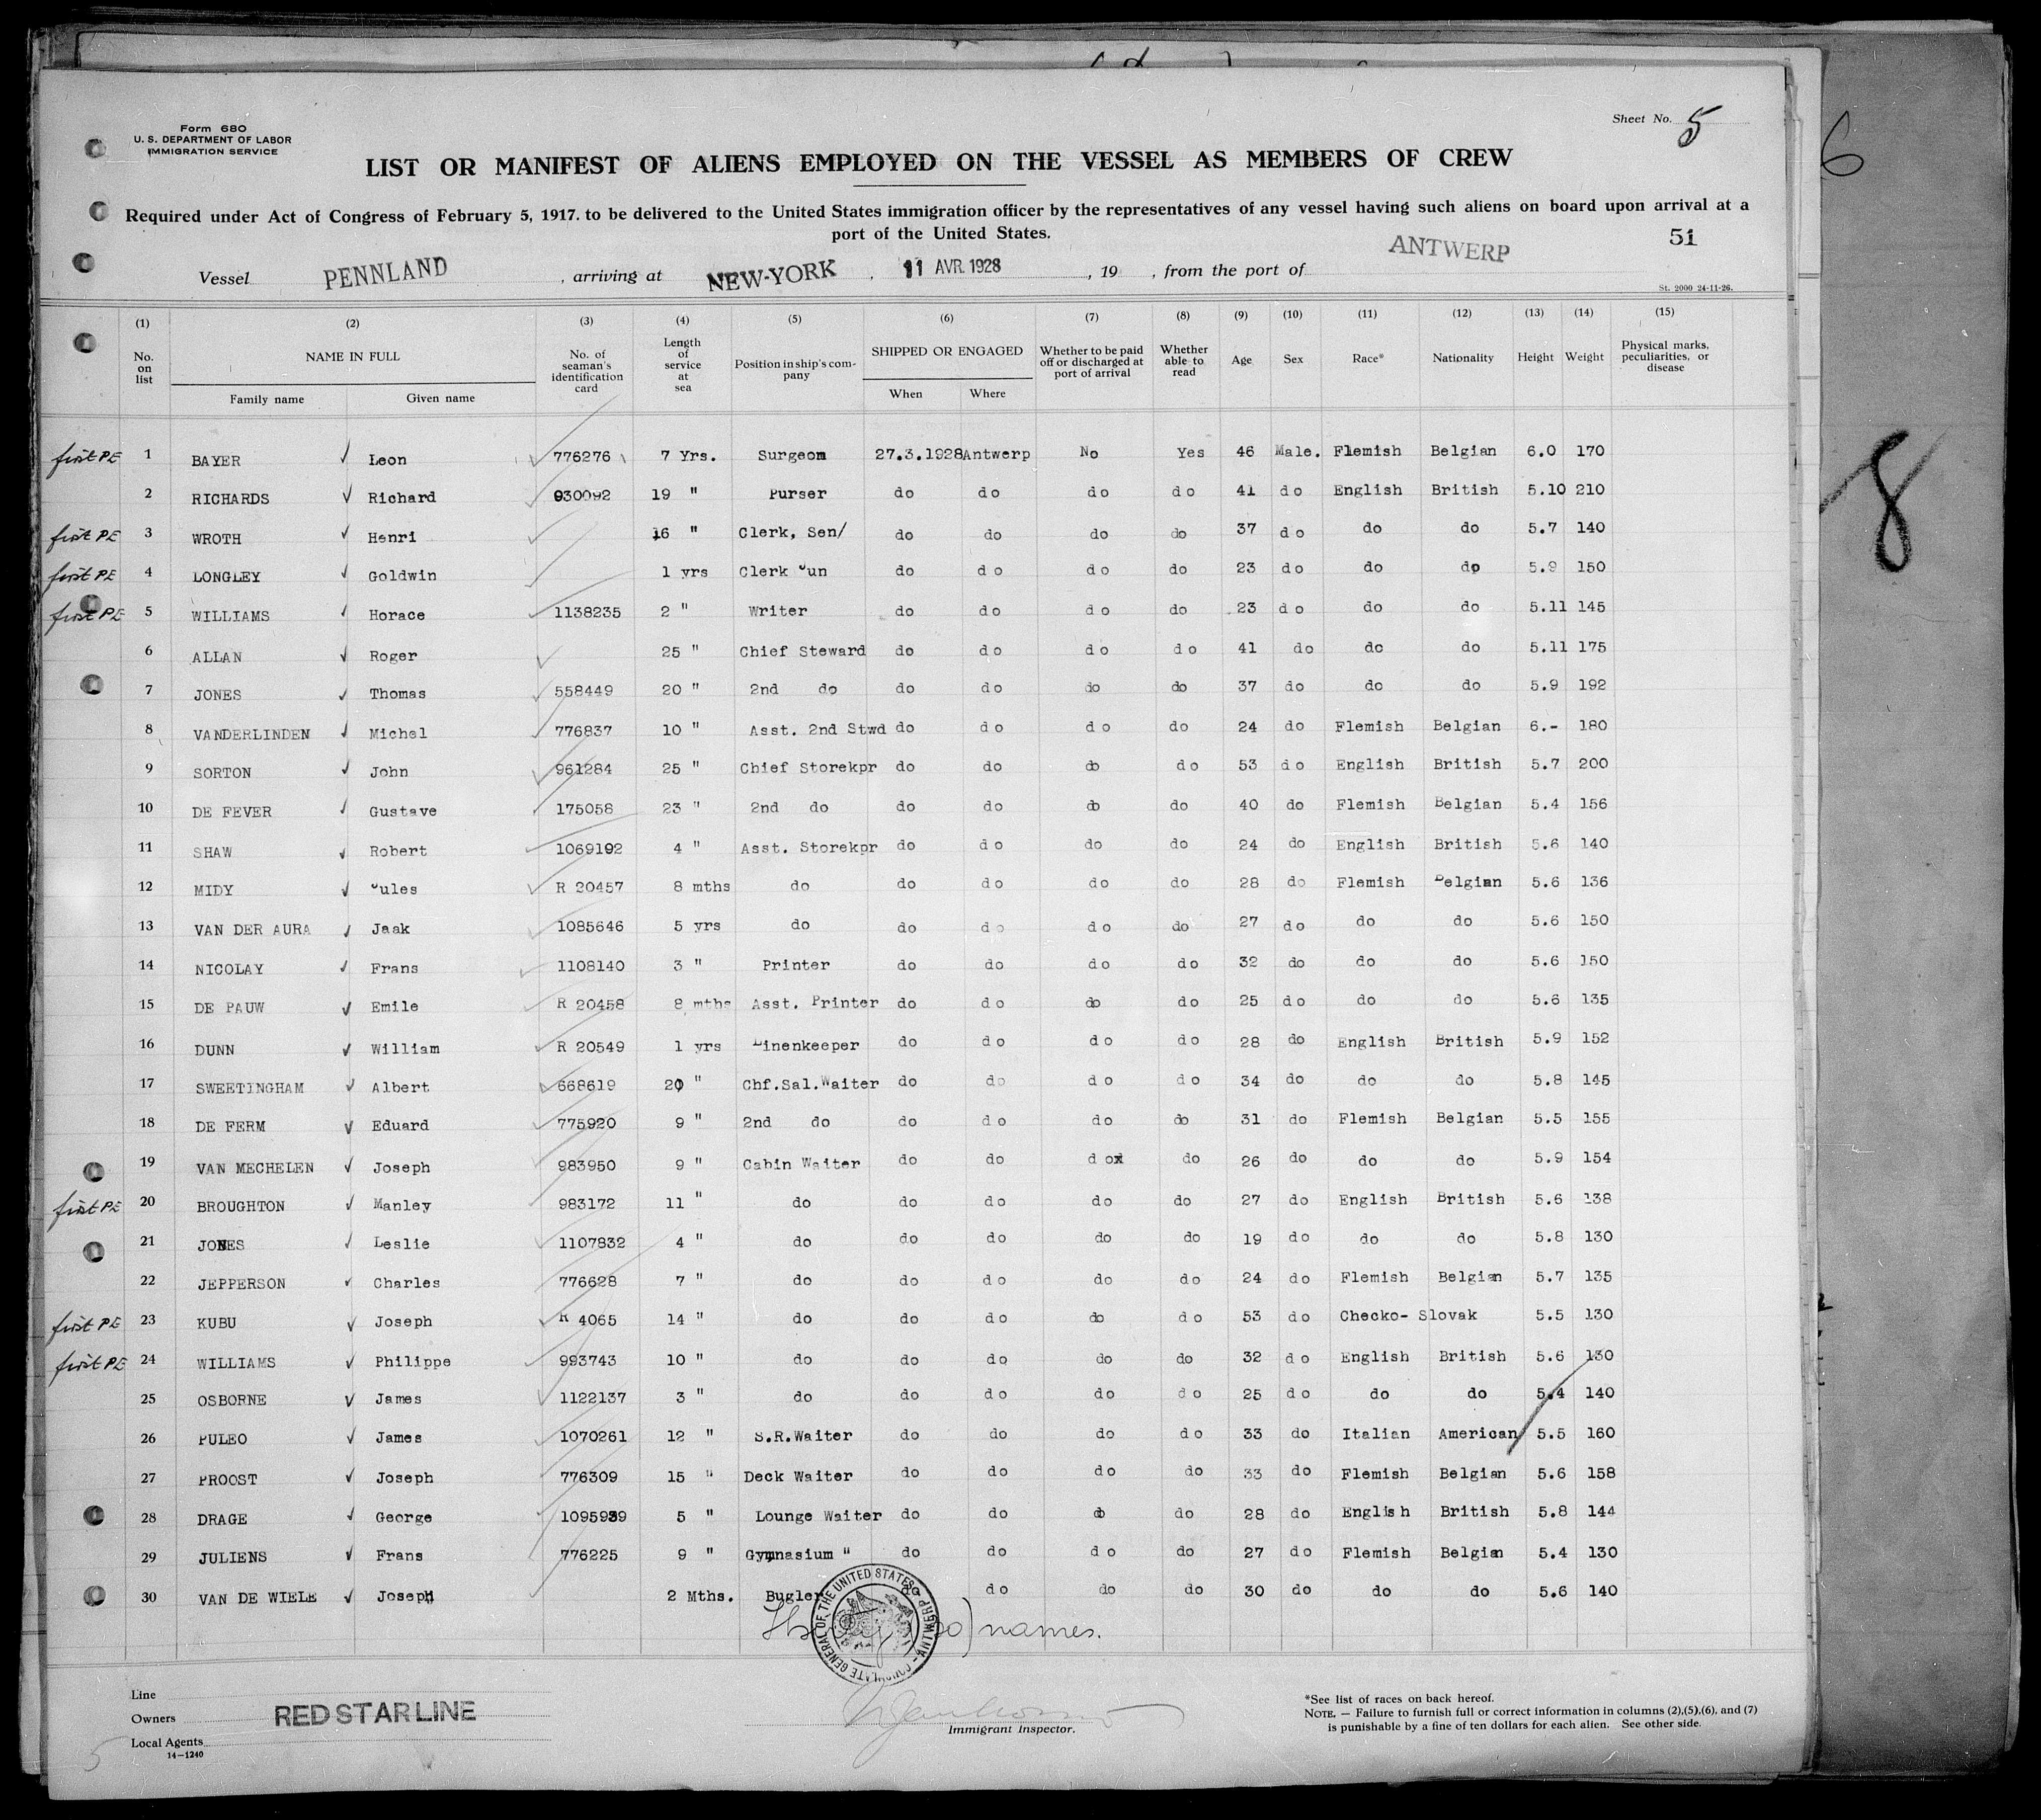 Form 680
U. S. DEPARTMENT OF LABOR
IMMIGRATION SERVICE
Sheet No. 5
LIST OR MANIFEST OF ALIENS EMPLOYED ON THE VESSEL AS MEMBERS OF CREW
Required under Act of Congress of February 5, 1917. to be delivered to the United States immigration officer by the representatives of any vessel having such aliens on board upon arrival at a
port of the United States.
51
Vessel PENNLAND , arriving at NEW-YORK , 11 AVR. 1928 , 19 , from the port of ANTWERP
St. 2000 24-11-26.
(1) (2) (3) (4) (5) (6) (7) (8) (9) (10) (11) (12) (13) (14) (15)
No. on list NAME IN FULL No. of seaman's identification card Length of service at sea Position in ship's company SHIPPED OR ENGAGED Whether to be paid off or discharged at port of arrival Whether able to read Age Sex Race* Nationality Height Weight Physical marks, peculiarities, or disease
Family name Given name When Where
first PE 1 BAYER Leon 776276 7 Yrs. Surgeon 27.3.1928 Antwerp No Yes 46 Male. Flemish Belgian 6.0 170
2 RICHARDS Richard 930092 19 " Purser do do do do 41 do English British 5.10 210
first PE 3 WROTH Henri 16 " Clerk, Sen/ do do do do 37 do do do 5.7 140
first PE 4 LONGLEY Goldwin 1 yrs Clerk Jun do do do do 23 do do do 5.9 150
first PE 5 WILLIAMS Horace 1138235 2 " Writer do do do do 23 do do do 5.11 145
6 ALLAN Roger 25 " Chief Steward do do do do 41 do do do 5.11 175
7 JONES Thomas 558449 20 " 2nd do do do do do 37 do do do 5.9 192
8 VANDERLINDEN Michel 776837 10 " Asst. 2nd Stwd do do do do 24 do Flemish Belgian 6.- 180
9 SORTON John 961284 25 " Chief Storekpr do do do do 53 do English British 5.7 200
10 DE FEVER Gustave 175058 23 " 2nd do do do do do 40 do Flemish Belgian 5.4 156
11 SHAW Robert 1069192 4 " Asst. Storekpr do do do do 24 do English British 5.6 140
12 MIDY Jules R 20457 8 mths do do do do do 28 do Flemish Belgian 5.6 136
13 VAN DER AURA Jaak 1085646 5 yrs do do do do do 27 do do do 5.6 150
14 NICOLAY Frans 1108140 3 " Printer do do do do 32 do do do 5.6 150
15 DE PAUW Emile R 20458 8 mths Asst. Printer do do do do 25 do do do 5.6 135
16 DUNN William R 20549 1 yrs Linenkeeper do do do do 28 do English British 5.9 152
17 SWEETINGHAM Albert 668619 20 " Chf.Sal.Waiter do do do do 34 do do do 5.8 145
18 DE FERM Eduard 775920 9 " 2nd do do do do do 31 do Flemish Belgian 5.5 155
19 VAN MECHELEN Joseph 983950 9 " Cabin Waiter do do do do 26 do do do 5.9 154
first PE 20 BROUGHTON Manley 983172 11 " do do do do do 27 do English British 5.6 138
21 JONES Leslie 1107832 4 " do do do do do 19 do do do 5.8 130
22 JEPPERSON Charles 776628 7 " do do do do do 24 do Flemish Belgian 5.7 135
first PE 23 KUBU Joseph R 4065 14 " do do do do do 53 do Checko- Slovak 5.5 130
first PE 24 WILLIAMS Philippe 993743 10 " do do do do do 32 do English British 5.6 130
25 OSBORNE James 1122137 3 " do do do do do 25 do do do 5.4 140
26 PULEO James 1070261 12 " S.R.Waiter do do do do 33 do Italian American 5.5 160
27 PROOST Joseph 776309 15 " Deck Waiter do do do do 33 do Flemish Belgian 5.6 158
28 DRAGE George 1095939 5 " Lounge Waiter do do do do 28 do English British 5.8 144
29 JULIENS Frans 776225 9 " Gymnasium " do do do do 27 do Flemish Belgian 5.4 130
30 VAN DE WIELE Joseph 2 Mths. Bugler do do do do 30 do do do 5.6 140
names.
CONSULATE GENERAL OF THE UNITED STATES ANTWERP
Line
Owners RED STAR LINE
Local Agents
14-1240
Immigrant inspector.
*See list of races on back hereof.
NOTE. — Failure to furnish full or correct information in columns (2),(5),(6), and (7)
is punishable by a fine of ten dollars for each alien. See other side.
5
6
8